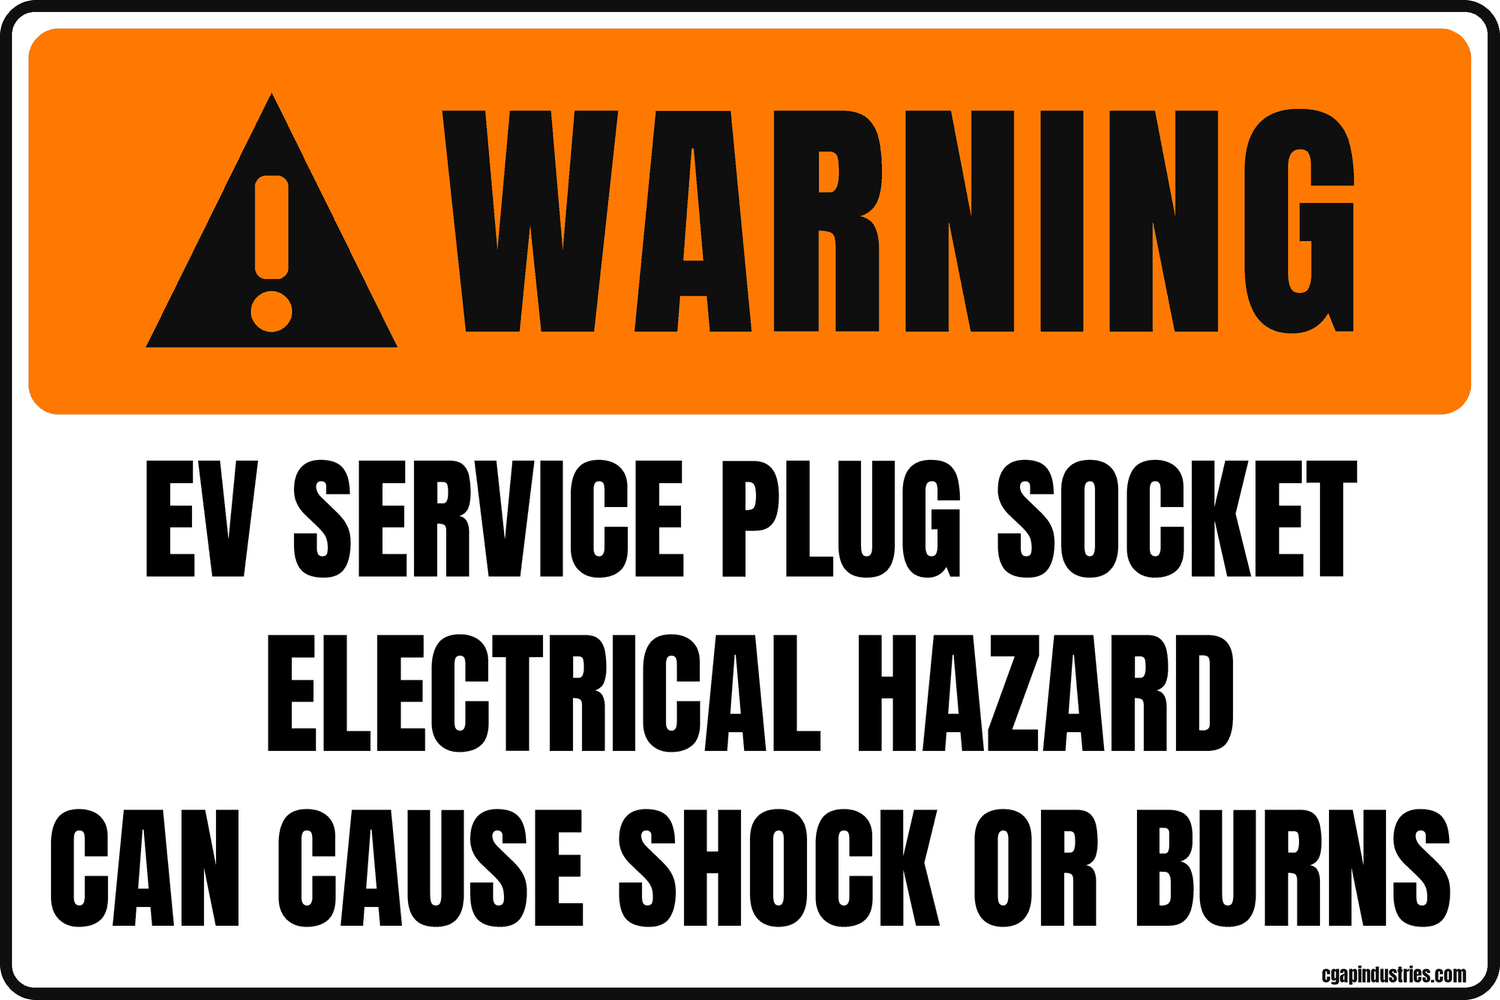 WARNING
EV SERVICE PLUG SOCKET
ELECTRICAL HAZARD
CAN CAUSE SHOCK OR BURNS
cgapindustries.com